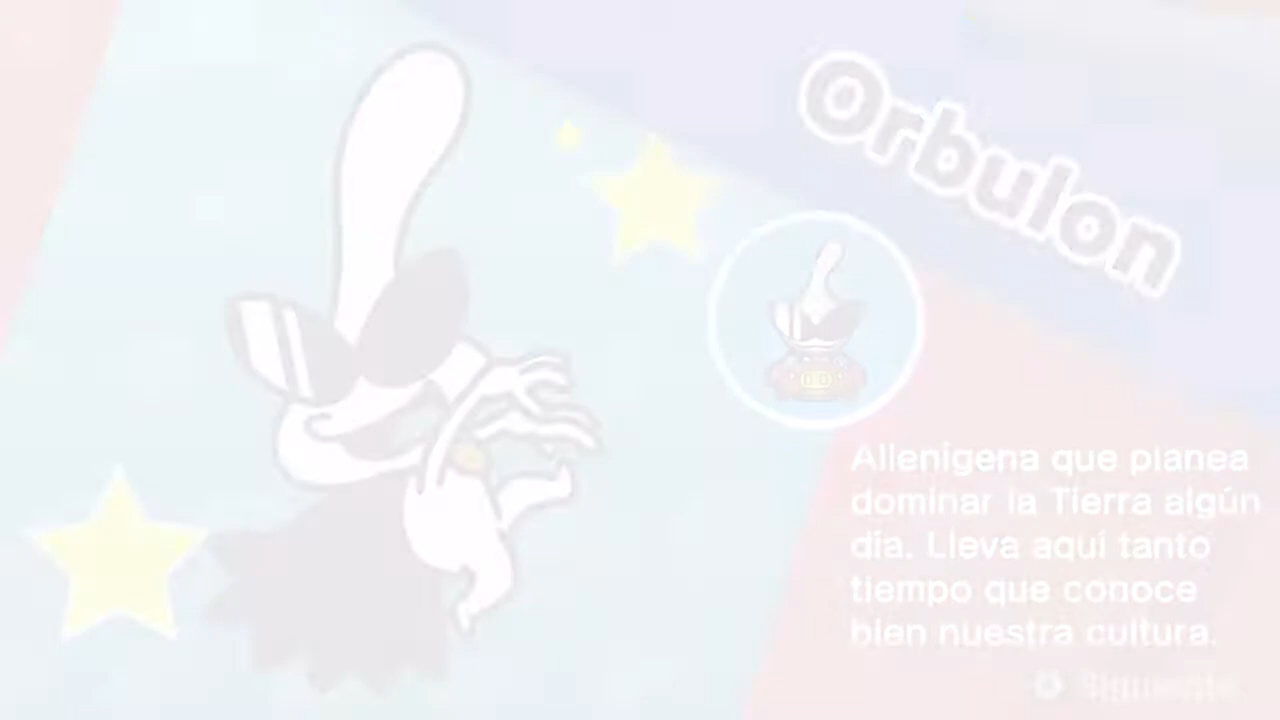 Orbulon
Alienígena que planea
dominar la Tierra algún
día. Lleva aquí tanto
tiempo que conoce
bien nuestra cultura.
Siguiente